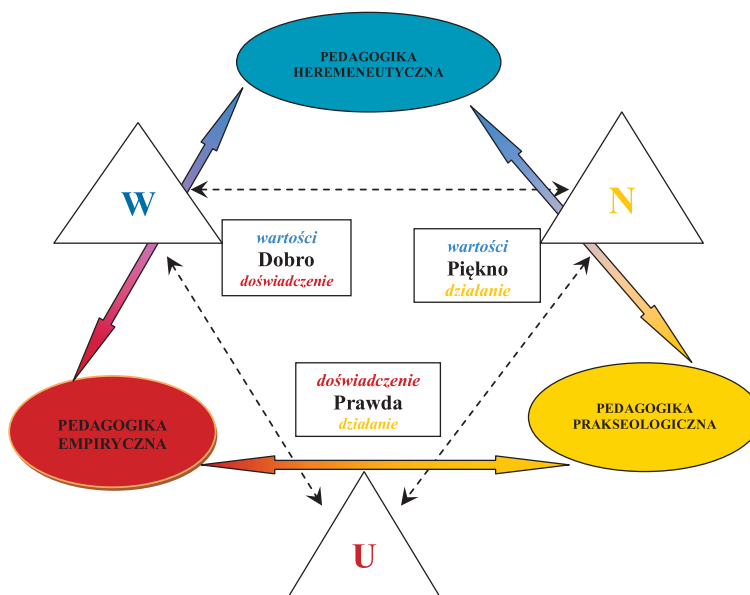 PEDAGOGIKA
HEREMENEUTYCZNA
W
N
wartości
Dobro
doświadczenie
wartości
Piękno
działanie
doświadczenie
Prawda
działanie
PEDAGOGIKA
EMPIRYCZNA
PEDAGOGIKA
PRAKSEOLOGICZNA
U